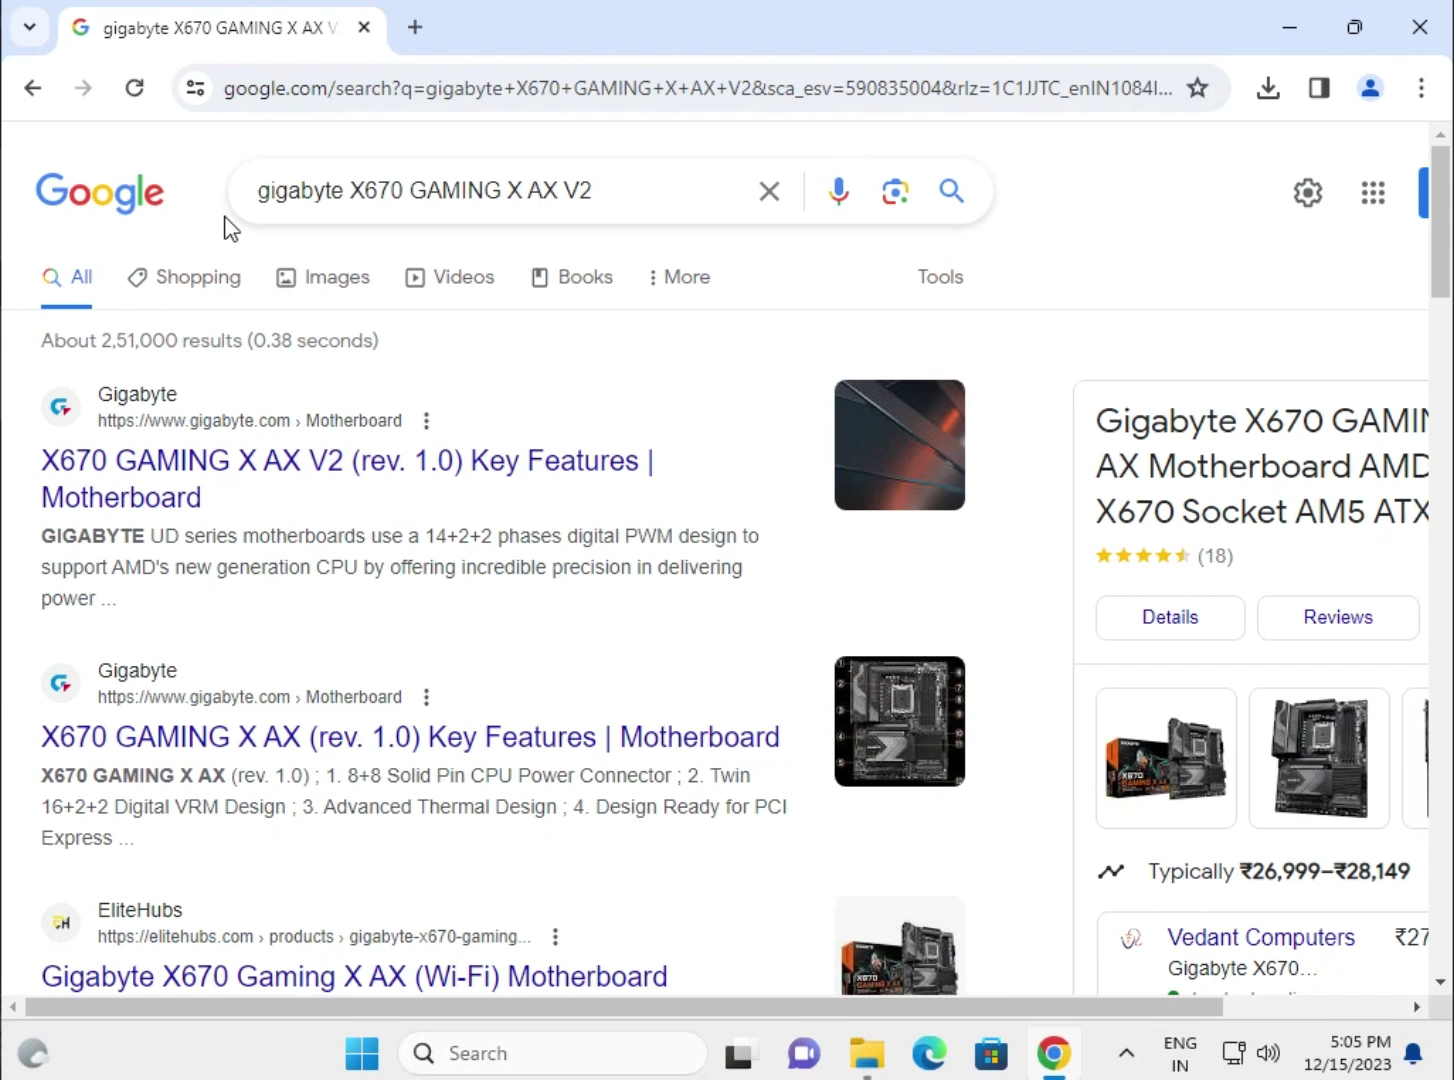 gigabyte X670 GAMING X AX V
google.com/search?q=gigabyte+X670+GAMING+X+AX+V2&sca_esv=590835004&rlz=1C1JJTC_enIN1084I...
Google
gigabyte X670 GAMING X AX V2
All
Shopping
Images
Videos
Books
More
Tools
About 2,51,000 results (0.38 seconds)
Gigabyte
https://www.gigabyte.com › Motherboard
X670 GAMING X AX V2 (rev. 1.0) Key Features |
Motherboard
GIGABYTE UD series motherboards use a 14+2+2 phases digital PWM design to
support AMD's new generation CPU by offering incredible precision in delivering
power ...
Gigabyte
https://www.gigabyte.com › Motherboard
X670 GAMING X AX (rev. 1.0) Key Features | Motherboard
X670 GAMING X AX (rev. 1.0) ; 1. 8+8 Solid Pin CPU Power Connector ; 2. Twin
16+2+2 Digital VRM Design ; 3. Advanced Thermal Design ; 4. Design Ready for PCI
Express ...
EliteHubs
https://elitehubs.com › products › gigabyte-x670-gaming...
Gigabyte X670 Gaming X AX (Wi-Fi) Motherboard
Gigabyte X670 GAMIN
AX Motherboard AMD
X670 Socket AM5 ATX
(18)
Details
Reviews
Typically ₹26,999–₹28,149
Vedant Computers
₹27
Gigabyte X670...
Search
ENG
IN
5:05 PM
12/15/2023